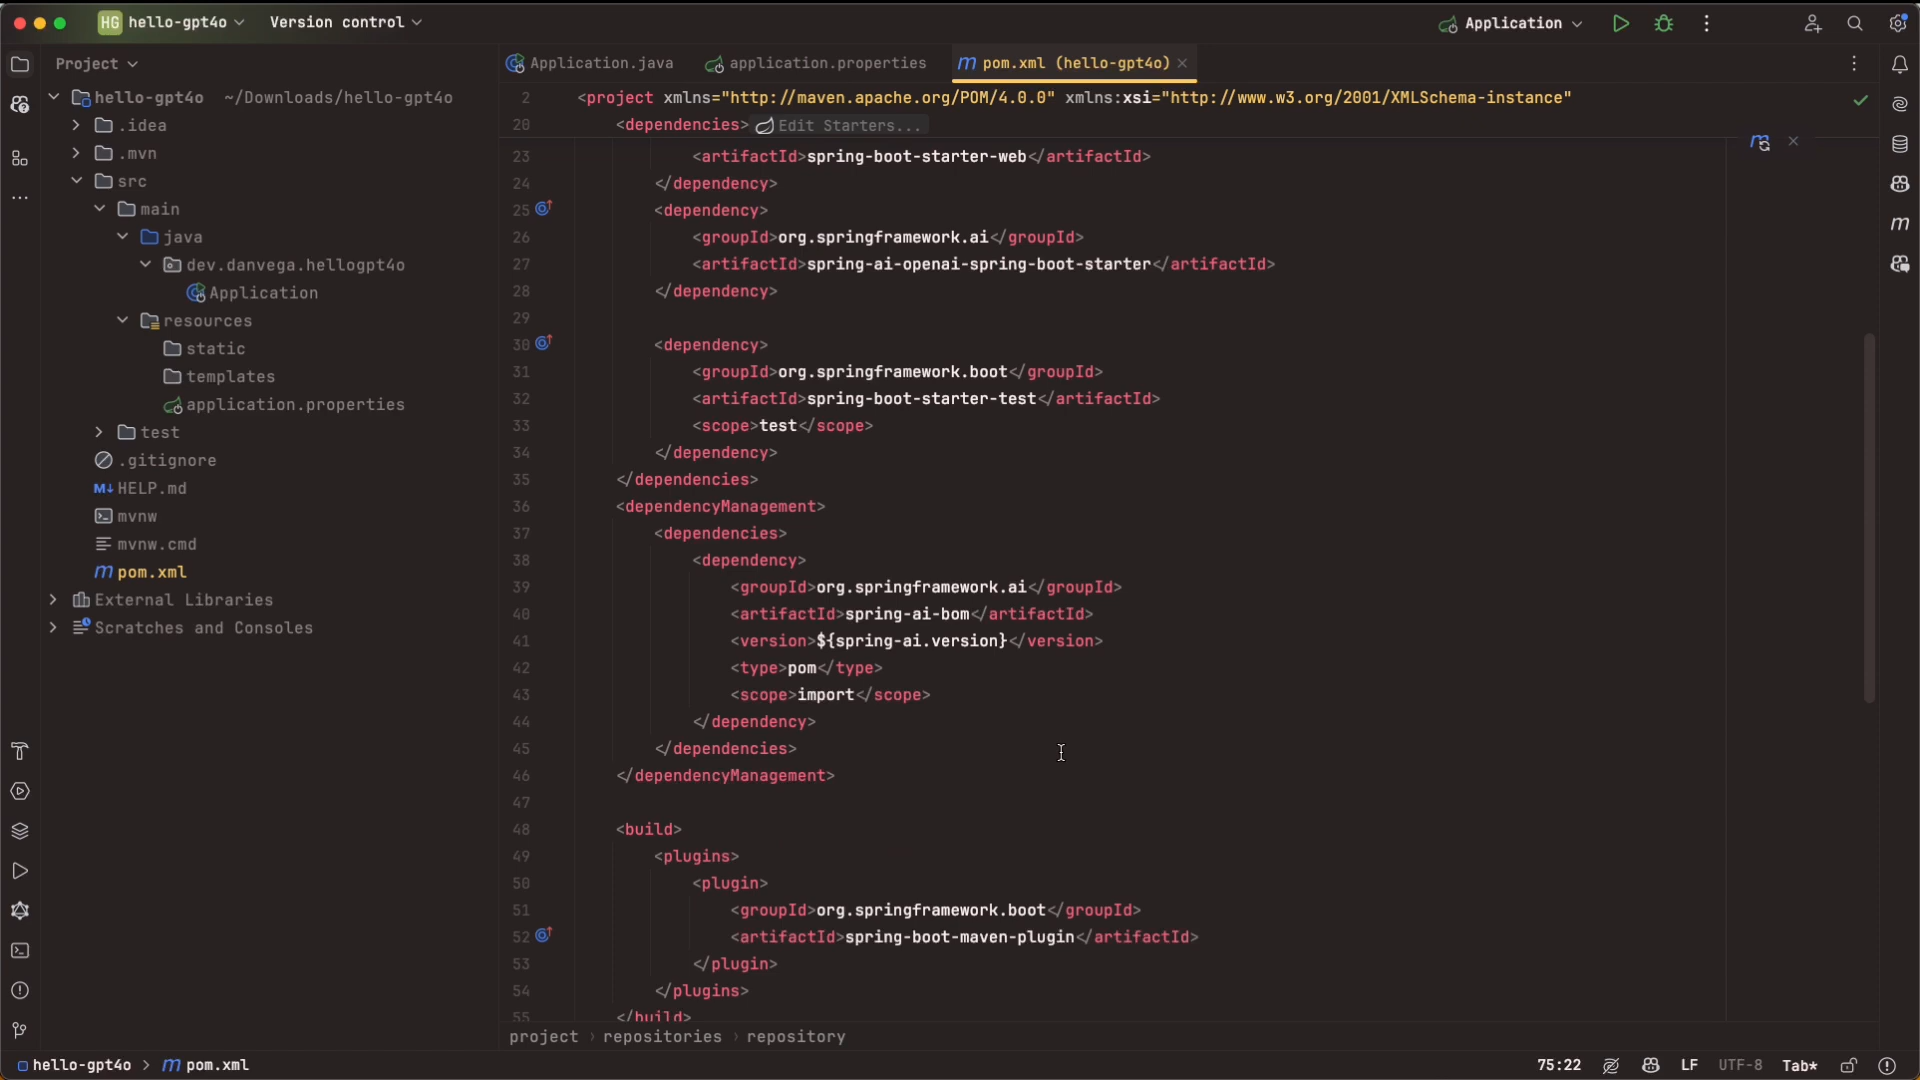 HG hello-gpt4o Version control Application
Project
Application.java application.properties pom.xml (hello-gpt4o)
hello-gpt4o ~/Downloads/hello-gpt4o
.idea
.mvn
src
main
java
dev.danvega.hellogpt4o
Application
resources
static
templates
application.properties
test
.gitignore
M↓ HELP.md
mvnw
mvnw.cmd
m pom.xml
External Libraries
Scratches and Consoles
2 <project xmlns="http://maven.apache.org/POM/4.0.0" xmlns:xsi="http://www.w3.org/2001/XMLSchema-instance"
20 <dependencies> Edit Starters...
23 <artifactId>spring-boot-starter-web</artifactId>
24 </dependency>
25 <dependency>
26 <groupId>org.springframework.ai</groupId>
27 <artifactId>spring-ai-openai-spring-boot-starter</artifactId>
28 </dependency>
29
30 <dependency>
31 <groupId>org.springframework.boot</groupId>
32 <artifactId>spring-boot-starter-test</artifactId>
33 <scope>test</scope>
34 </dependency>
35 </dependencies>
36 <dependencyManagement>
37 <dependencies>
38 <dependency>
39 <groupId>org.springframework.ai</groupId>
40 <artifactId>spring-ai-bom</artifactId>
41 <version>${spring-ai.version}</version>
42 <type>pom</type>
43 <scope>import</scope>
44 </dependency>
45 </dependencies>
46 </dependencyManagement>
47
48 <build>
49 <plugins>
50 <plugin>
51 <groupId>org.springframework.boot</groupId>
52 <artifactId>spring-boot-maven-plugin</artifactId>
53 </plugin>
54 </plugins>
55 </build>
project › repositories › repository
hello-gpt4o › m pom.xml 75:22 LF UTF-8 Tab*